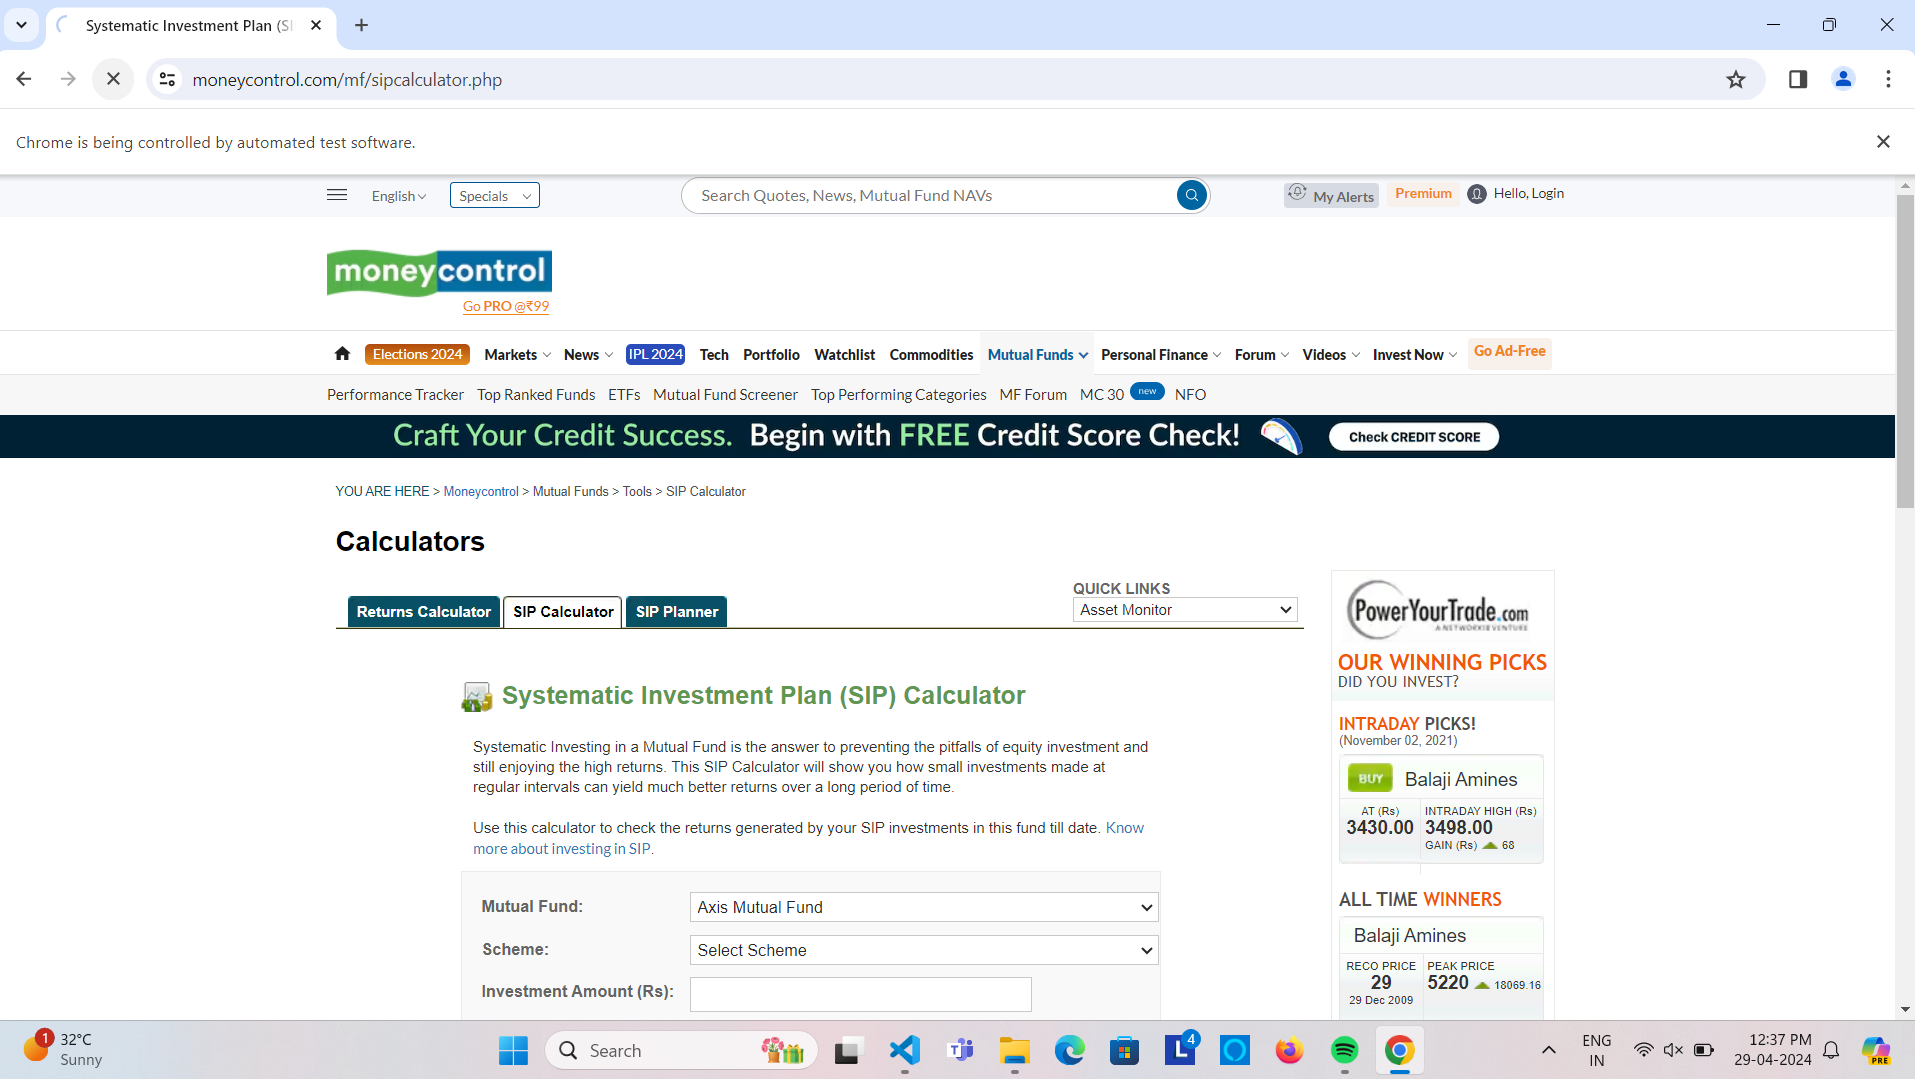 Systematic Investment Plan (SI
moneycontrol.com/mf/sipcalculator.php
Chrome is being controlled by automated test software.
English
Specials
Search Quotes, News, Mutual Fund NAVs
My Alerts
Premium
Hello, Login
moneycontrol
Go PRO @₹99
Elections 2024
Markets
News
IPL 2024
Tech
Portfolio
Watchlist
Commodities
Mutual Funds
Personal Finance
Forum
Videos
Invest Now
Go Ad-Free
Performance Tracker
Top Ranked Funds
ETFs
Mutual Fund Screener
Top Performing Categories
MF Forum
MC 30
new
NFO
Craft Your Credit Success. Begin with FREE Credit Score Check!
Check CREDIT SCORE
YOU ARE HERE > Moneycontrol > Mutual Funds > Tools > SIP Calculator
Calculators
Returns Calculator
SIP Calculator
SIP Planner
QUICK LINKS
Asset Monitor
Systematic Investment Plan (SIP) Calculator
Systematic Investing in a Mutual Fund is the answer to preventing the pitfalls of equity investment and
still enjoying the high returns. This SIP Calculator will show you how small investments made at
regular intervals can yield much better returns over a long period of time.
Use this calculator to check the returns generated by your SIP investments in this fund till date. Know
more about investing in SIP.
Mutual Fund:
Axis Mutual Fund
Scheme:
Select Scheme
Investment Amount (Rs):
PowerYourTrade.com
A NETWORK18 VENTURE
OUR WINNING PICKS
DID YOU INVEST?
INTRADAY PICKS!
(November 02, 2021)
BUY
Balaji Amines
AT (Rs)
3430.00
INTRADAY HIGH (Rs)
3498.00
GAIN (Rs) 68
ALL TIME WINNERS
Balaji Amines
RECO PRICE
29
29 Dec 2009
PEAK PRICE
5220 18069.16
1
32°C
Sunny
Search
4
ENG
IN
12:37 PM
29-04-2024
PRE